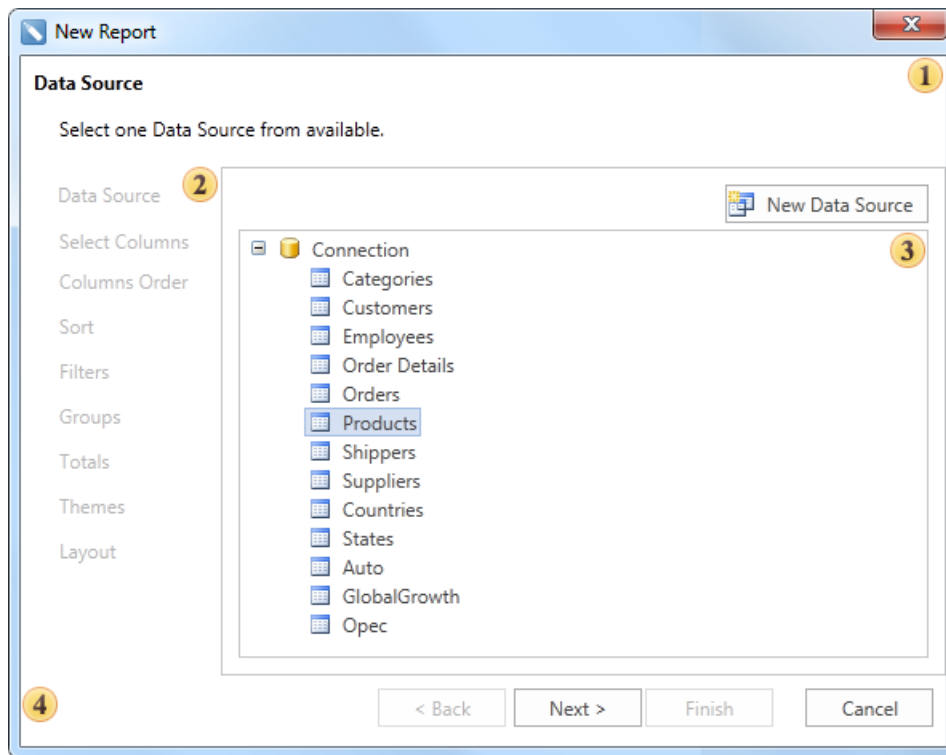 New Report
x
1
Data Source
Select one Data Source from available.
Data Source
2
Select Columns
Columns Order
Sort
Filters
Groups
Totals
Themes
Layout
New Data Source
3
Connection
Categories
Customers
Employees
Order Details
Orders
Products
Shippers
Suppliers
Countries
States
Auto
GlobalGrowth
Opec
4
< Back
Next >
Finish
Cancel